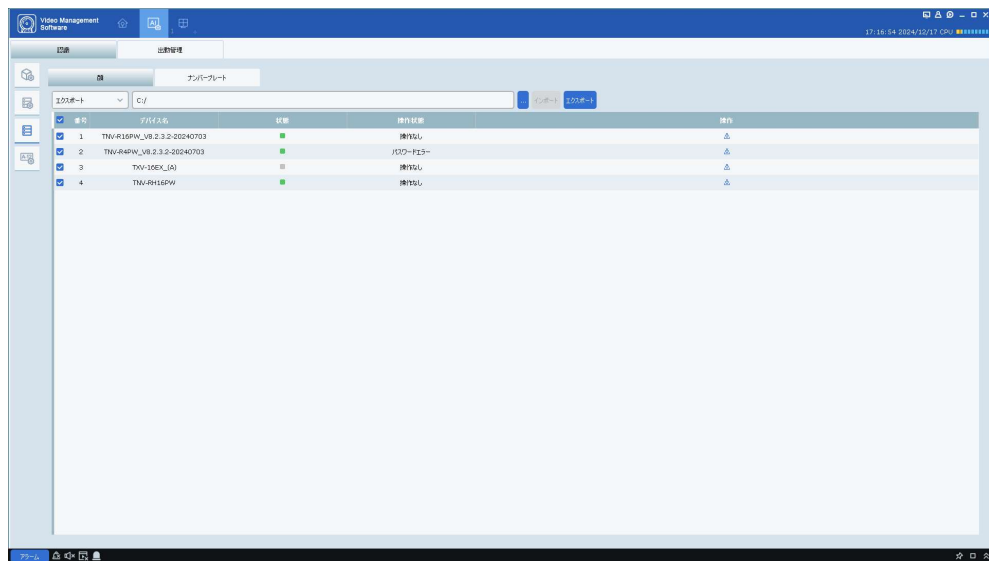 Video Management
Software
17:16:54 2024/12/17 CPU
認識 出勤管理
顔 ナンバープレート
エクスポート C:/ ... インポート エクスポート
番号 デバイス名 状態 操作状態 操作
1 TNV-R16PW_V8.2.3.2-20240703 操作なし
2 TNV-R4PW_V8.2.3.2-20240703 パスワードエラー
3 TXV-16EX_(A) 操作なし
4 TNV-RH16PW 操作なし
アラーム